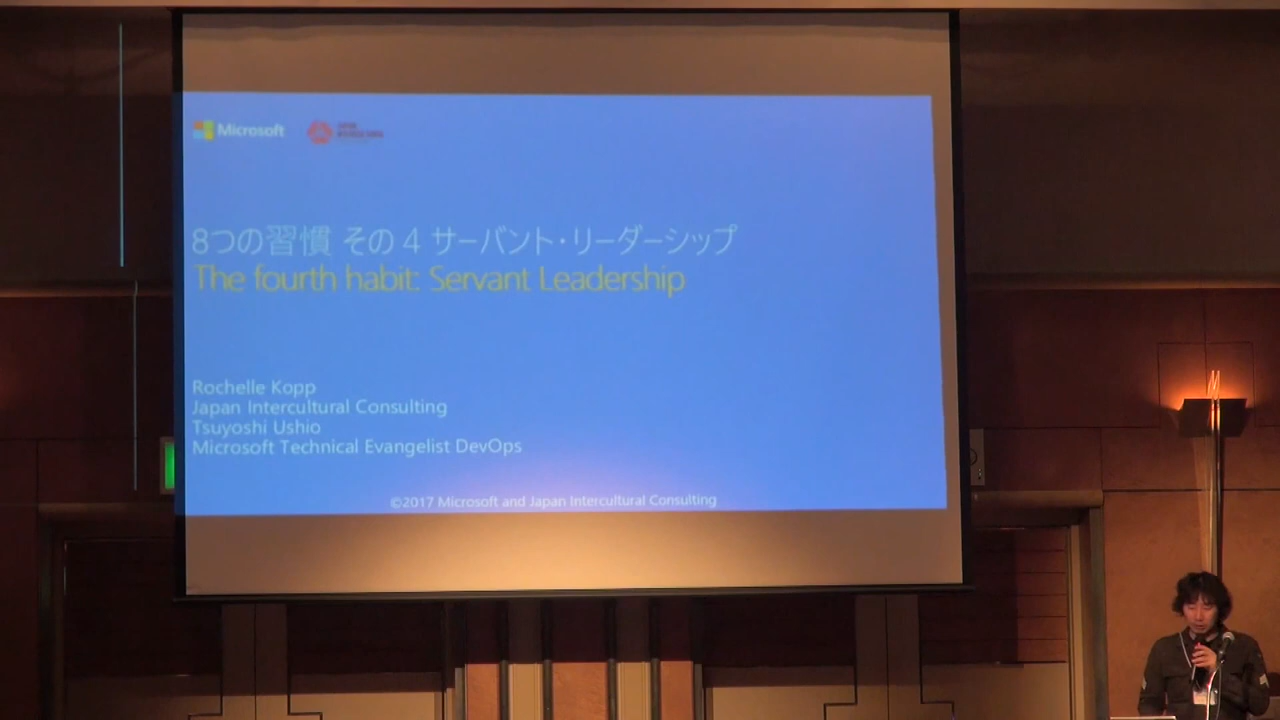 Microsoft
8つの習慣 その4 サーバント・リーダーシップ
The fourth habit: Servant Leadership
Rochelle Kopp
Japan Intercultural Consulting
Tsuyoshi Ushio
Microsoft Technical Evangelist DevOps
©2017 Microsoft and Japan Intercultural Consulting